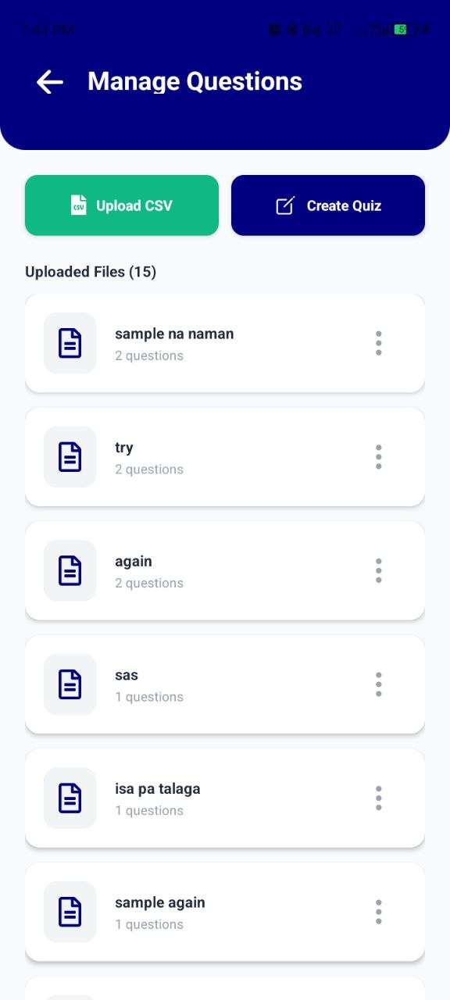 7:44 PM
Manage Questions
CSV
Upload CSV
Create Quiz
Uploaded Files (15)
sample na naman
2 questions
try
2 questions
again
2 questions
sas
1 questions
isa pa talaga
1 questions
sample again
1 questions